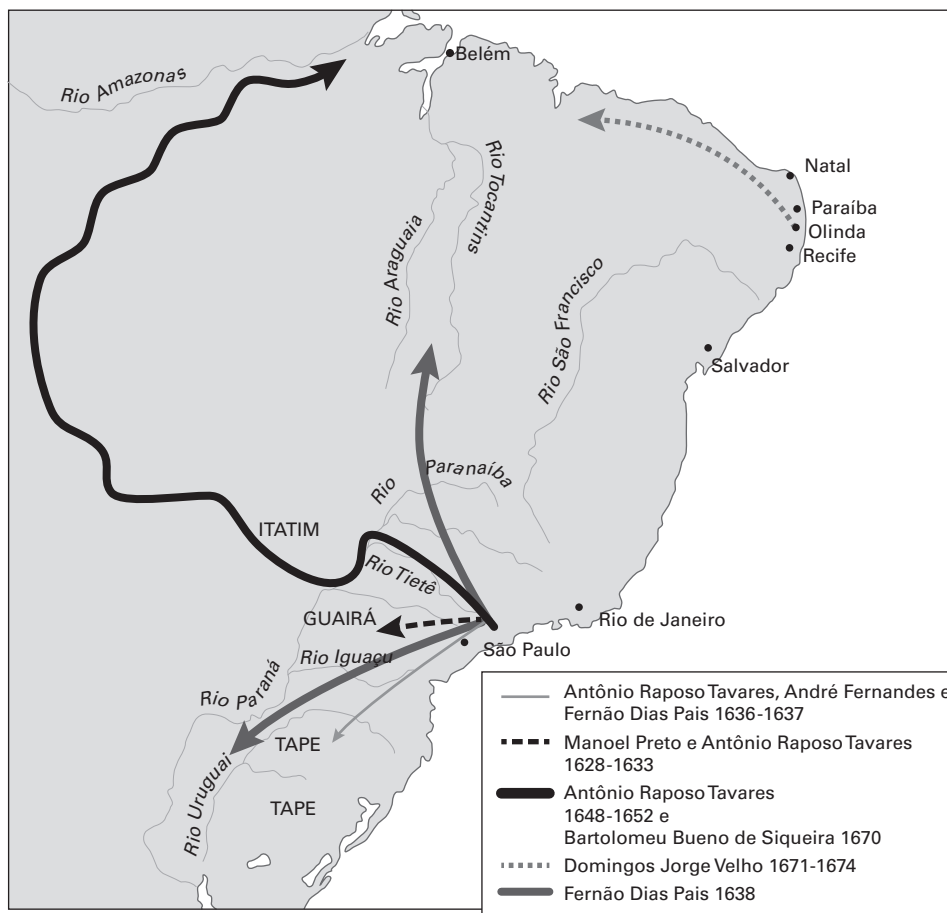 Belém
Rio Amazonas
Natal
Paraíba
Olinda
Recife
Rio Tocantins
Rio Araguaia
Rio São Francisco
Salvador
Rio Paranaíba
ITATIM
Rio Tietê
GUAIRÁ
Rio de Janeiro
São Paulo
Rio Iguaçu
Rio Paraná
TAPE
Rio Uruguai
TAPE
Antônio Raposo Tavares, André Fernandes e
Fernão Dias Pais 1636-1637
Manoel Preto e Antônio Raposo Tavares
1628-1633
Antônio Raposo Tavares
1648-1652 e
Bartolomeu Bueno de Siqueira 1670
Domingos Jorge Velho 1671-1674
Fernão Dias Pais 1638